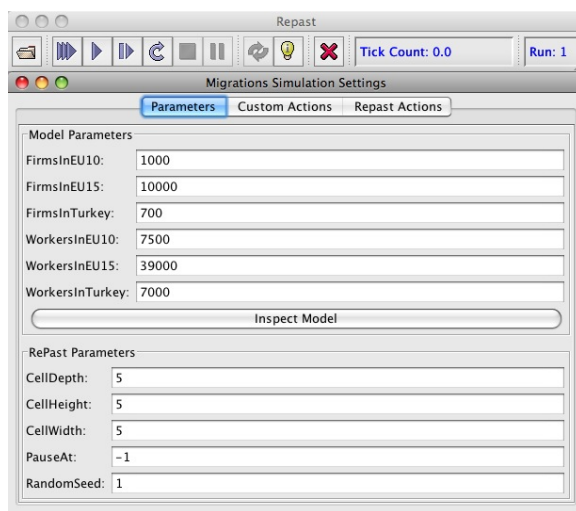 Repast
Tick Count: 0.0 Run: 1
Migrations Simulation Settings
Parameters Custom Actions Repast Actions
Model Parameters
FirmsInEU10: 1000
FirmsInEU15: 10000
FirmsInTurkey: 700
WorkersInEU10: 7500
WorkersInEU15: 39000
WorkersInTurkey: 7000
Inspect Model
RePast Parameters
CellDepth: 5
CellHeight: 5
CellWidth: 5
PauseAt: -1
RandomSeed: 1